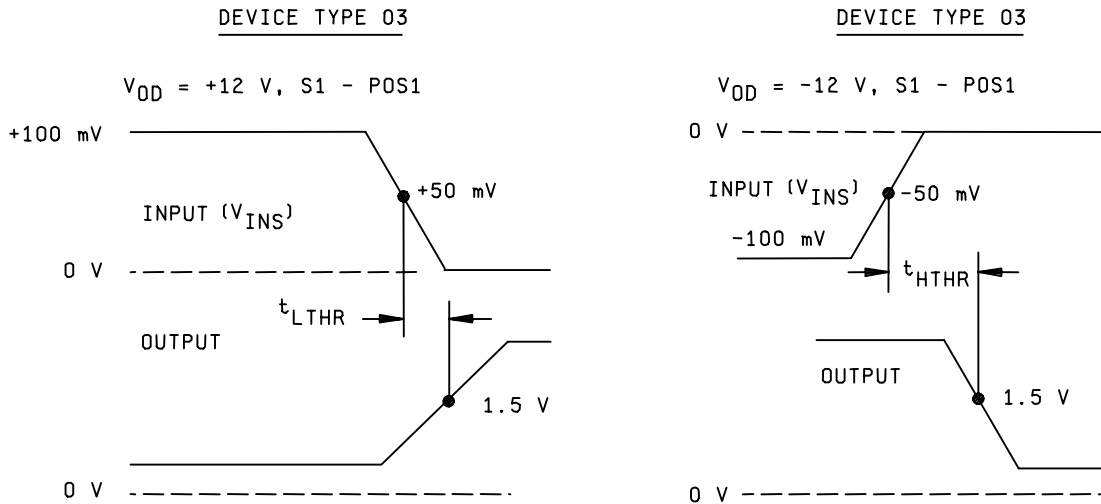 DEVICE TYPE 03
V_OD = +12 V, S1 - POS1
+100 mV
+50 mV
INPUT (V_INS)
0 V
t_LTHR
OUTPUT
1.5 V
0 V
DEVICE TYPE 03
V_OD = -12 V, S1 - POS1
0 V
INPUT (V_INS)
-50 mV
-100 mV
t_HTHR
OUTPUT
1.5 V
0 V